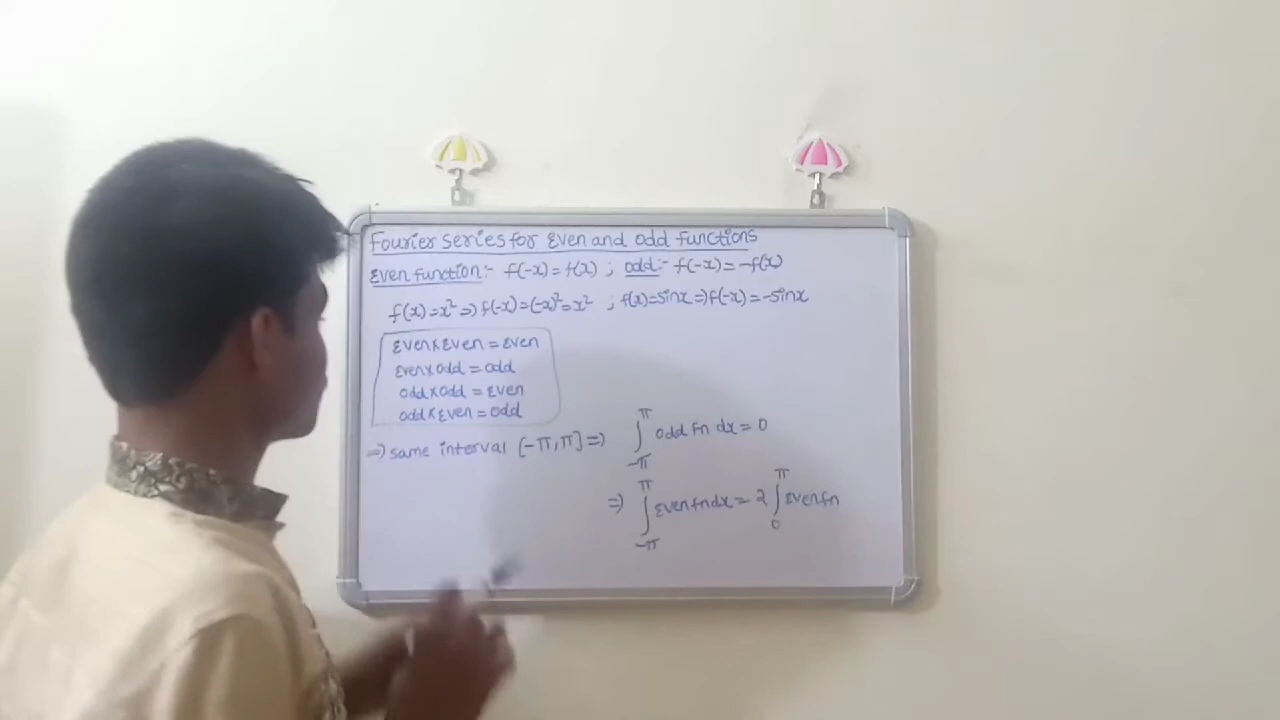 Fourier series for Even and odd Functions
Even function:- f(-x) = f(x) ; odd:- f(-x) = -f(x)
f(x) = x² => f(-x) = (-x)² = x² ; f(x) = sinx => f(-x) = -sinx
Even x Even = Even
Even x odd = odd
odd x odd = Even
odd x Even = odd
=> same interval [-π, π] => ∫_{-π}^{π} odd fn dx = 0
=> ∫_{-π}^{π} Even fn dx = 2 ∫_{0}^{π} Even fn